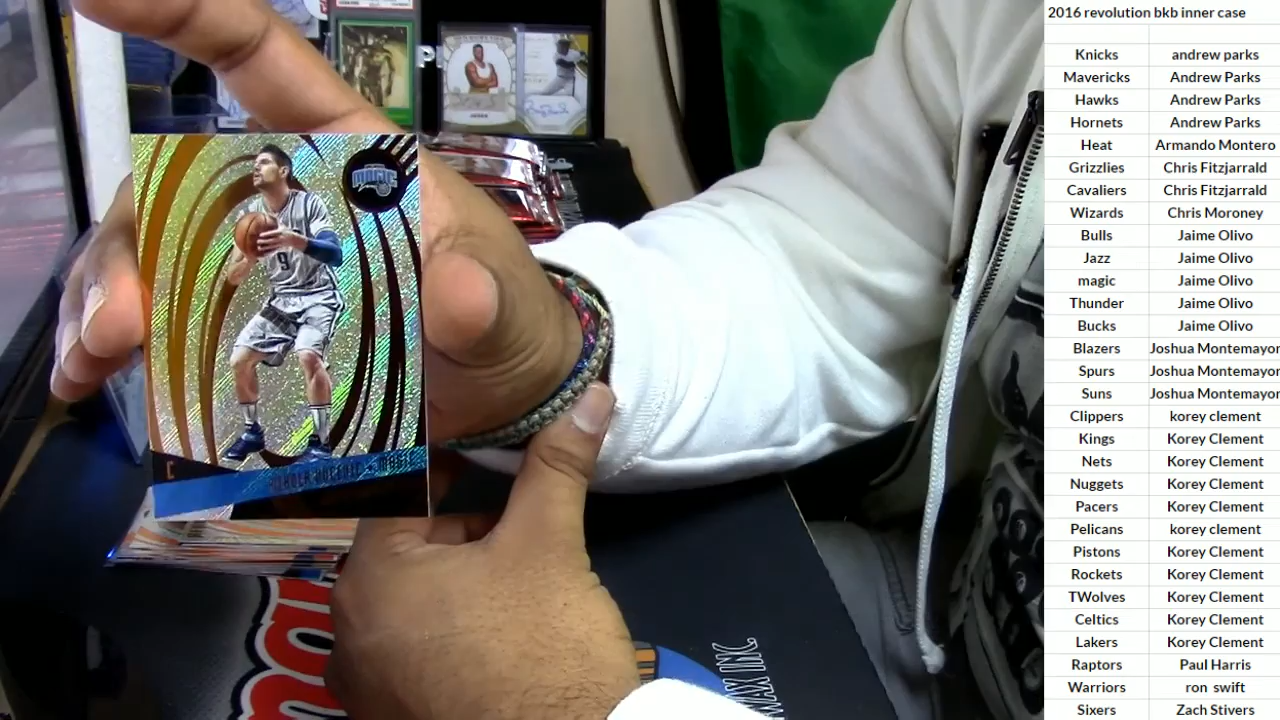 2016 revolution bkb inner case
Knicks andrew parks
Mavericks Andrew Parks
Hawks Andrew Parks
Hornets Andrew Parks
Heat Armando Montero
Grizzlies Chris Fitzjarrald
Cavaliers Chris Fitzjarrald
Wizards Chris Moroney
Bulls Jaime Olivo
Jazz Jaime Olivo
magic Jaime Olivo
Thunder Jaime Olivo
Bucks Jaime Olivo
Blazers Joshua Montemayor
Spurs Joshua Montemayor
Suns Joshua Montemayor
Clippers korey clement
Kings Korey Clement
Nets Korey Clement
Nuggets Korey Clement
Pacers Korey Clement
Pelicans korey clement
Pistons Korey Clement
Rockets Korey Clement
TWolves Korey Clement
Celtics Korey Clement
Lakers Korey Clement
Raptors Paul Harris
Warriors ron swift
Sixers Zach Stivers
MAGIC
9
C
WAX INC